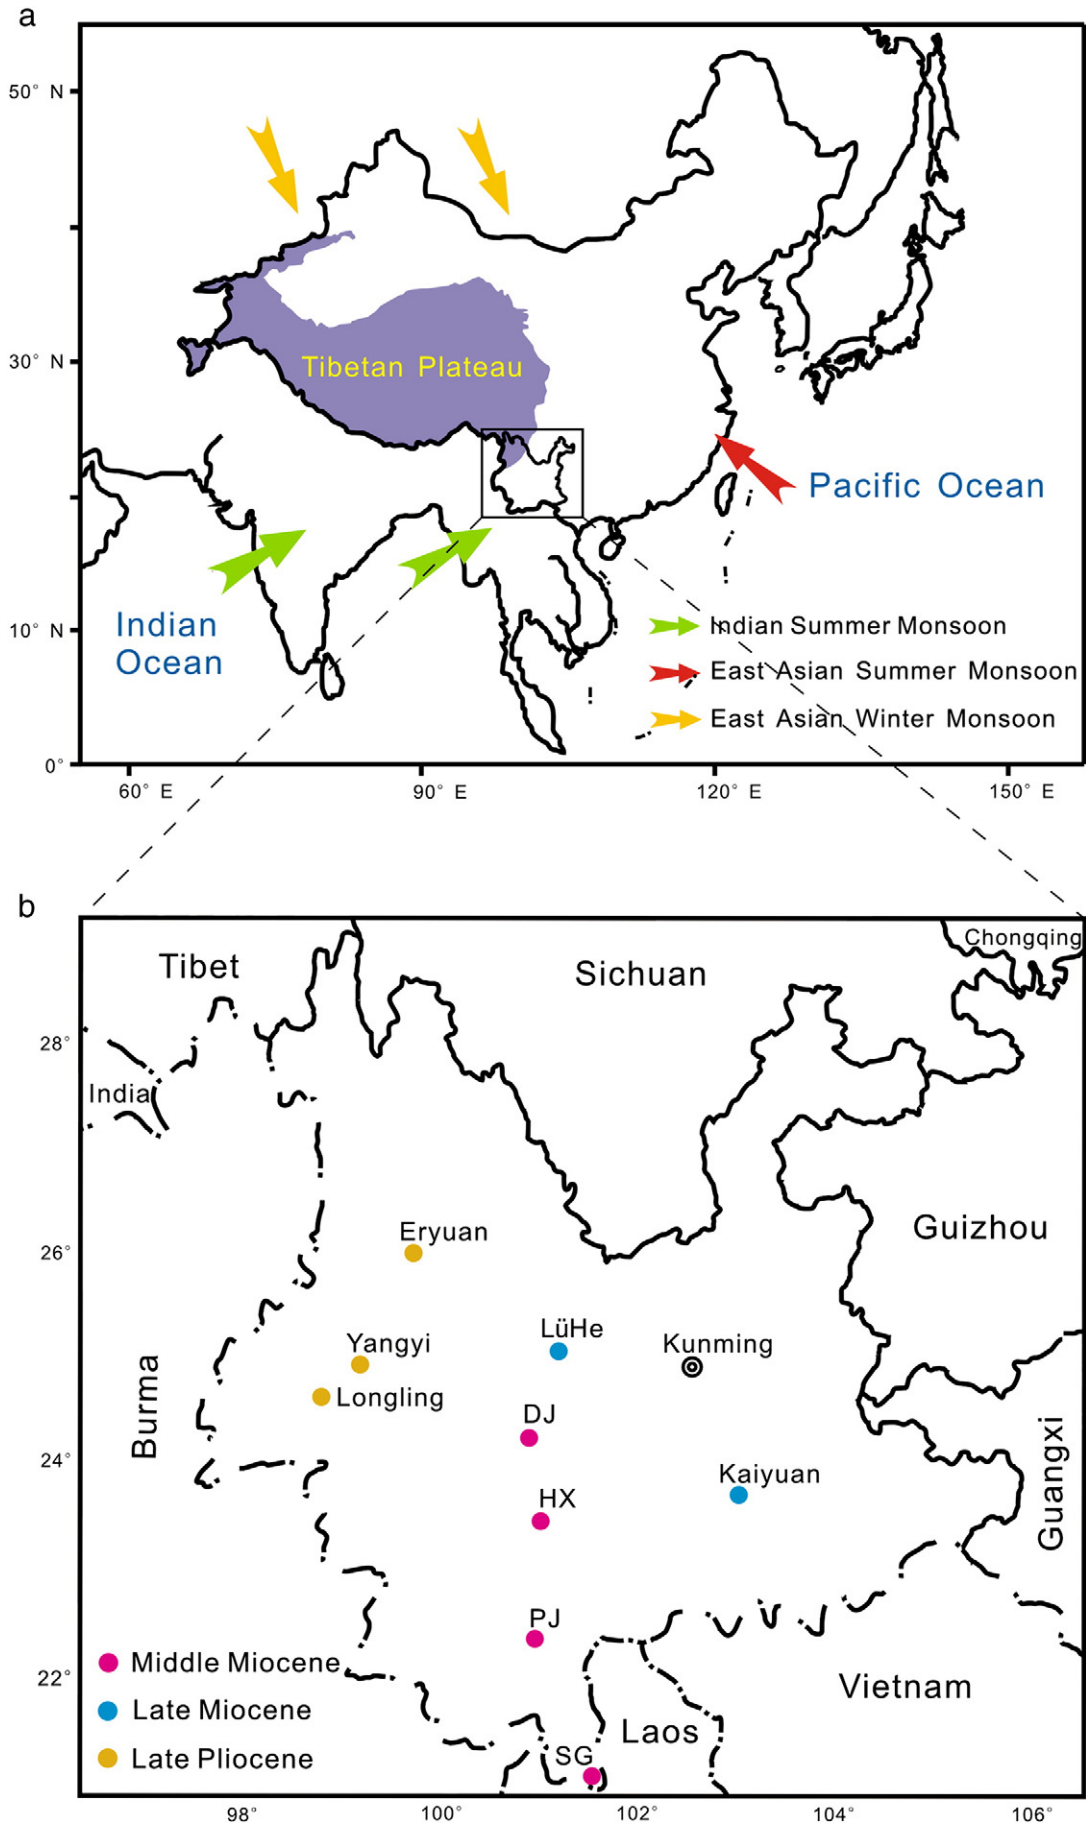 a
50° N
30° N
10° N
0°
Tibetan Plateau
Pacific Ocean
Indian
Ocean
Indian Summer Monsoon
East Asian Summer Monsoon
East Asian Winter Monsoon
60° E
90° E
120° E
150° E
b
Chongqing
Tibet
Sichuan
28°
India
Guizhou
Eryuan
26°
LüHe
Yangyi
Kunming
Longling
Burma
DJ
24°
Kaiyuan
Guangxi
HX
PJ
Middle Miocene
22°
Vietnam
Late Miocene
Laos
SG
Late Pliocene
98°
100°
102°
104°
106°